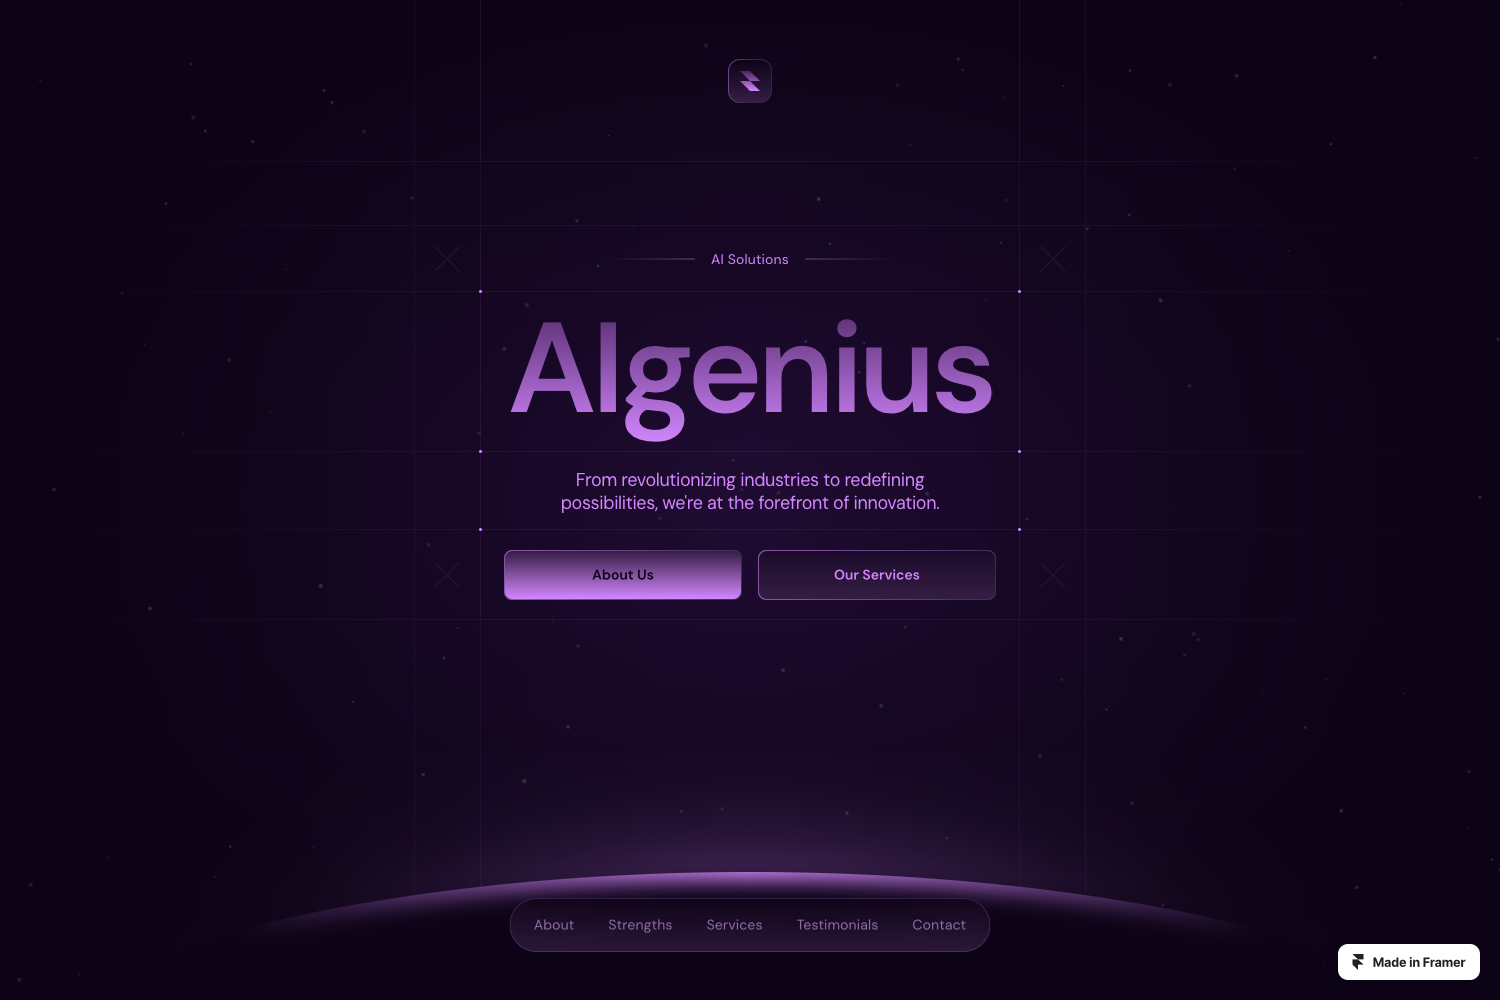 AI Solutions
AIgenius
From revolutionizing industries to redefining
possibilities, we're at the forefront of innovation.
About Us
Our Services
About
Strengths
Services
Testimonials
Contact
Made in Framer